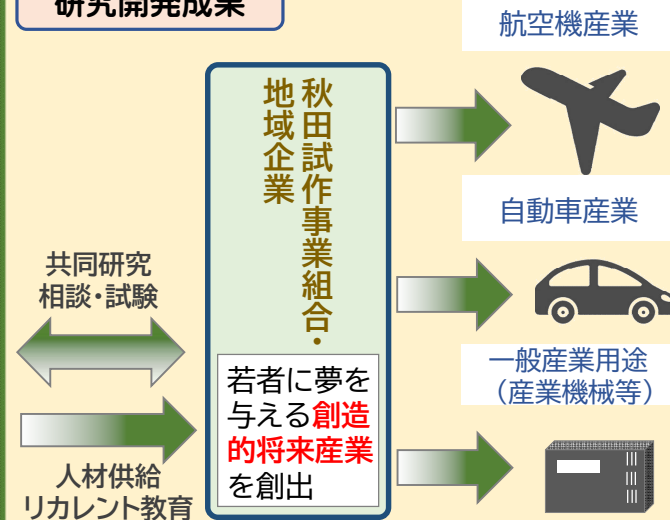 研究開発成果
航空機産業
秋田試作事業組合・
地域企業
自動車産業
共同研究
相談・試験
一般産業用途
（産業機械等）
若者に夢を
与える創造
的将来産業
を創出
人材供給
リカレント教育